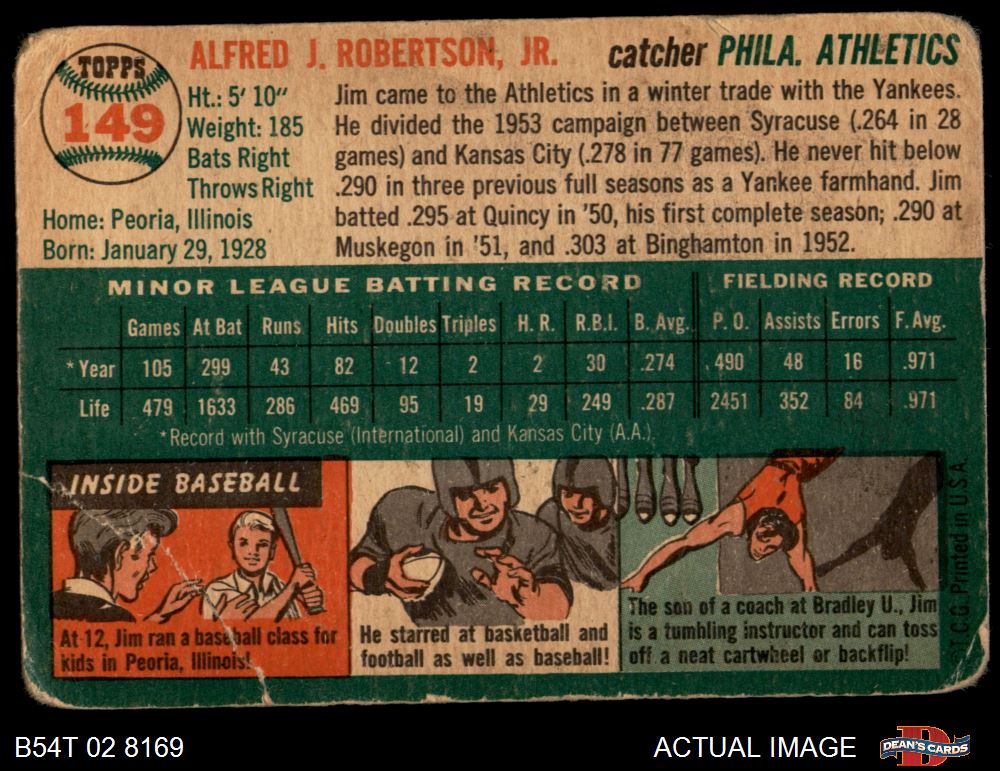 TOPPS
149
ALFRED J. ROBERTSON, JR.
catcher PHILA. ATHLETICS
Ht.: 5' 10"
Weight: 185
Bats Right
Throws Right
Home: Peoria, Illinois
Born: January 29, 1928
Jim came to the Athletics in a winter trade with the Yankees.
He divided the 1953 campaign between Syracuse (.264 in 28
games) and Kansas City (.278 in 77 games). He never hit below
.290 in three previous full seasons as a Yankee farmhand. Jim
batted .295 at Quincy in '50, his first complete season; .290 at
Muskegon in '51, and .303 at Binghamton in 1952.
MINOR LEAGUE BATTING RECORD FIELDING RECORD
Games At Bat Runs Hits Doubles Triples H. R. R.B.I. B. Avg. P. O. Assists Errors F. Avg.
* Year 105 299 43 82 12 2 2 30 .274 490 48 16 .971
Life 479 1633 286 469 95 19 29 249 .287 2451 352 84 .971
*Record with Syracuse (International) and Kansas City (A.A.).
INSIDE BASEBALL
At 12, Jim ran a baseball class for
kids in Peoria, Illinois!
He starred at basketball and
football as well as baseball!
The son of a coach at Bradley U., Jim
is a tumbling instructor and can toss
off a neat cartwheel or backflip!
T.C.G. Printed in U.S.A.
B54T 02 8169
ACTUAL IMAGE
DEAN'S CARDS